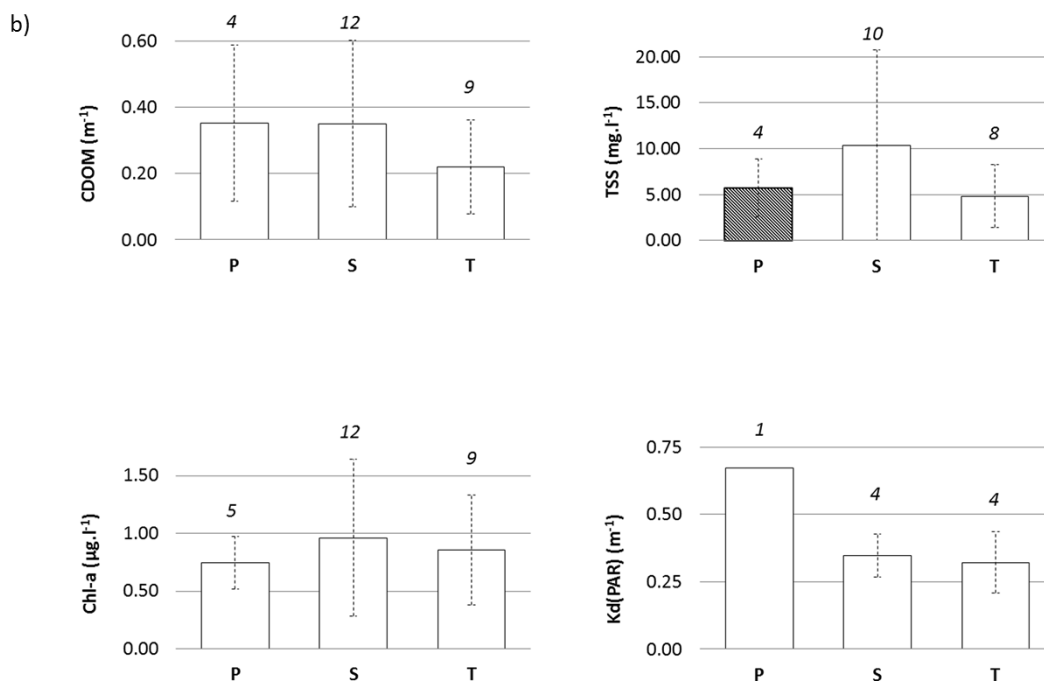 b)
4
12
9
0.60
0.40
0.20
0.00
CDOM (m⁻¹)
P
S
T
10
4
8
20.00
15.00
10.00
5.00
0.00
TSS (mg.l⁻¹)
P
S
T
12
5
9
1.50
1.00
0.50
0.00
Chl-a (µg.l⁻¹)
P
S
T
1
4
4
0.75
0.50
0.25
0.00
Kd(PAR) (m⁻¹)
P
S
T